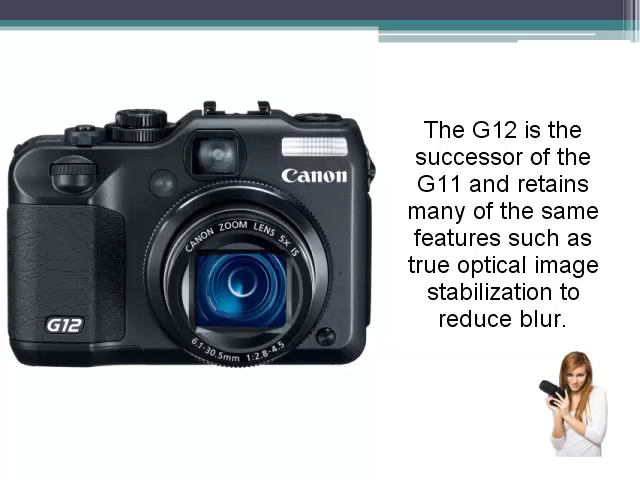 The G12 is the
successor of the
G11 and retains
many of the same
features such as
true optical image
stabilization to
reduce blur.
Canon
CANON ZOOM LENS 5x IS
6.1-30.5mm 1:2.8-4.5
G12